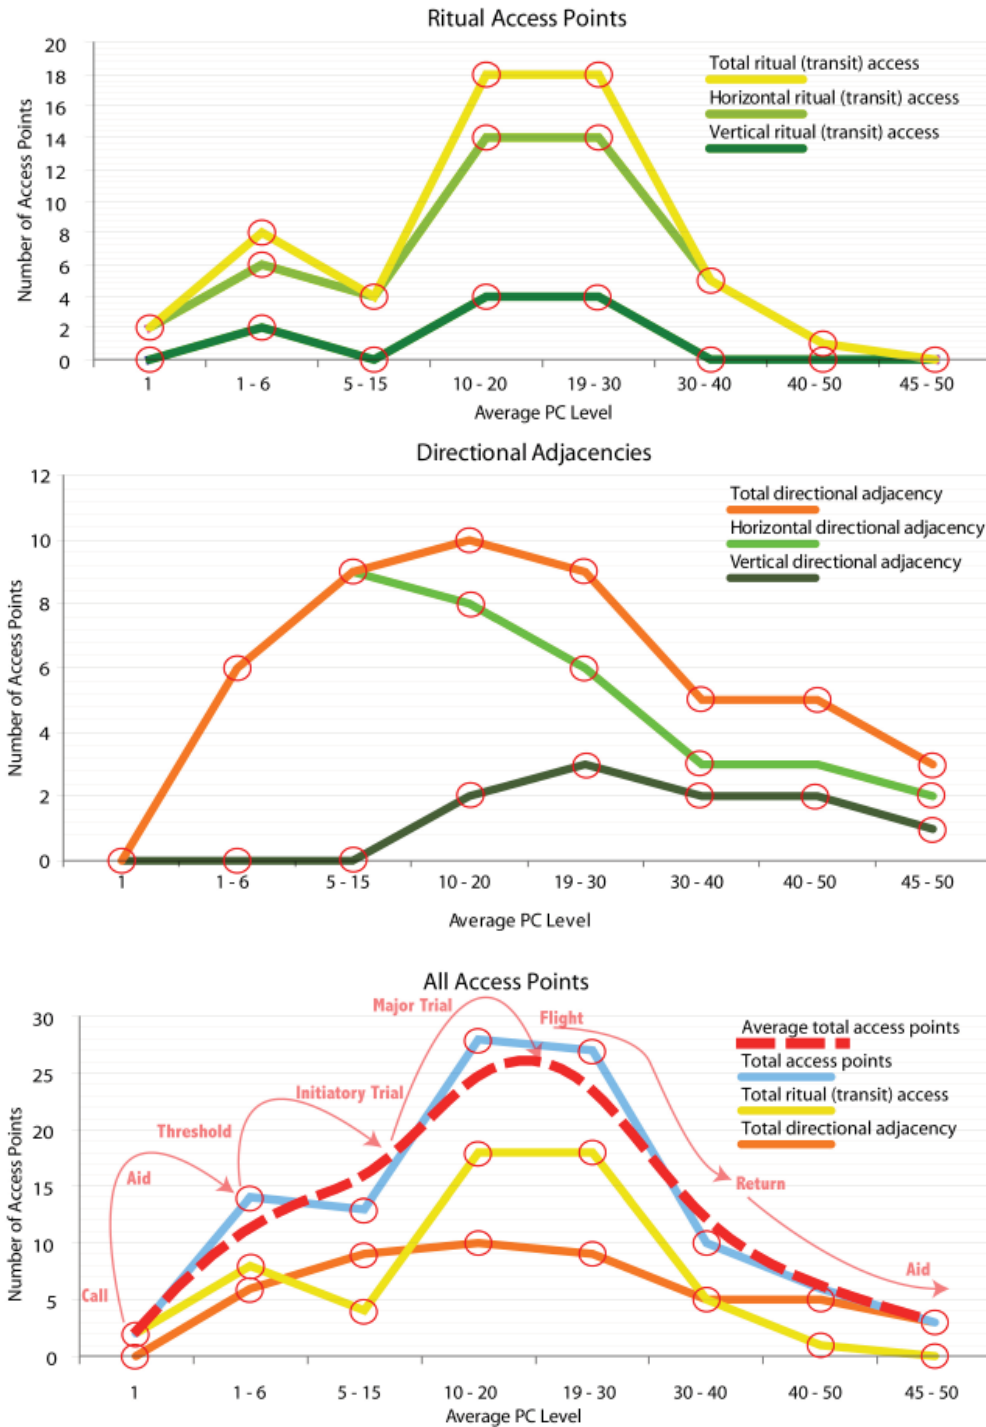 Ritual Access Points
Number of Access Points
20
18
16
14
12
10
8
6
4
2
0
Total ritual (transit) access
Horizontal ritual (transit) access
Vertical ritual (transit) access
1
1 - 6
5 - 15
10 - 20
19 - 30
30 - 40
40 - 50
45 - 50
Average PC Level
Directional Adjacencies
Number of Access Points
12
10
8
6
4
2
0
Total directional adjacency
Horizontal directional adjacency
Vertical directional adjacency
1
1 - 6
5 - 15
10 - 20
19 - 30
30 - 40
40 - 50
45 - 50
Average PC Level
All Access Points
Number of Access Points
30
25
20
15
10
5
0
Call
Aid
Threshold
Initiatory Trial
Major Trial
Flight
Return
Aid
Average total access points
Total access points
Total ritual (transit) access
Total directional adjacency
1
1 - 6
5 - 15
10 - 20
19 - 30
30 - 40
40 - 50
45 - 50
Average PC Level